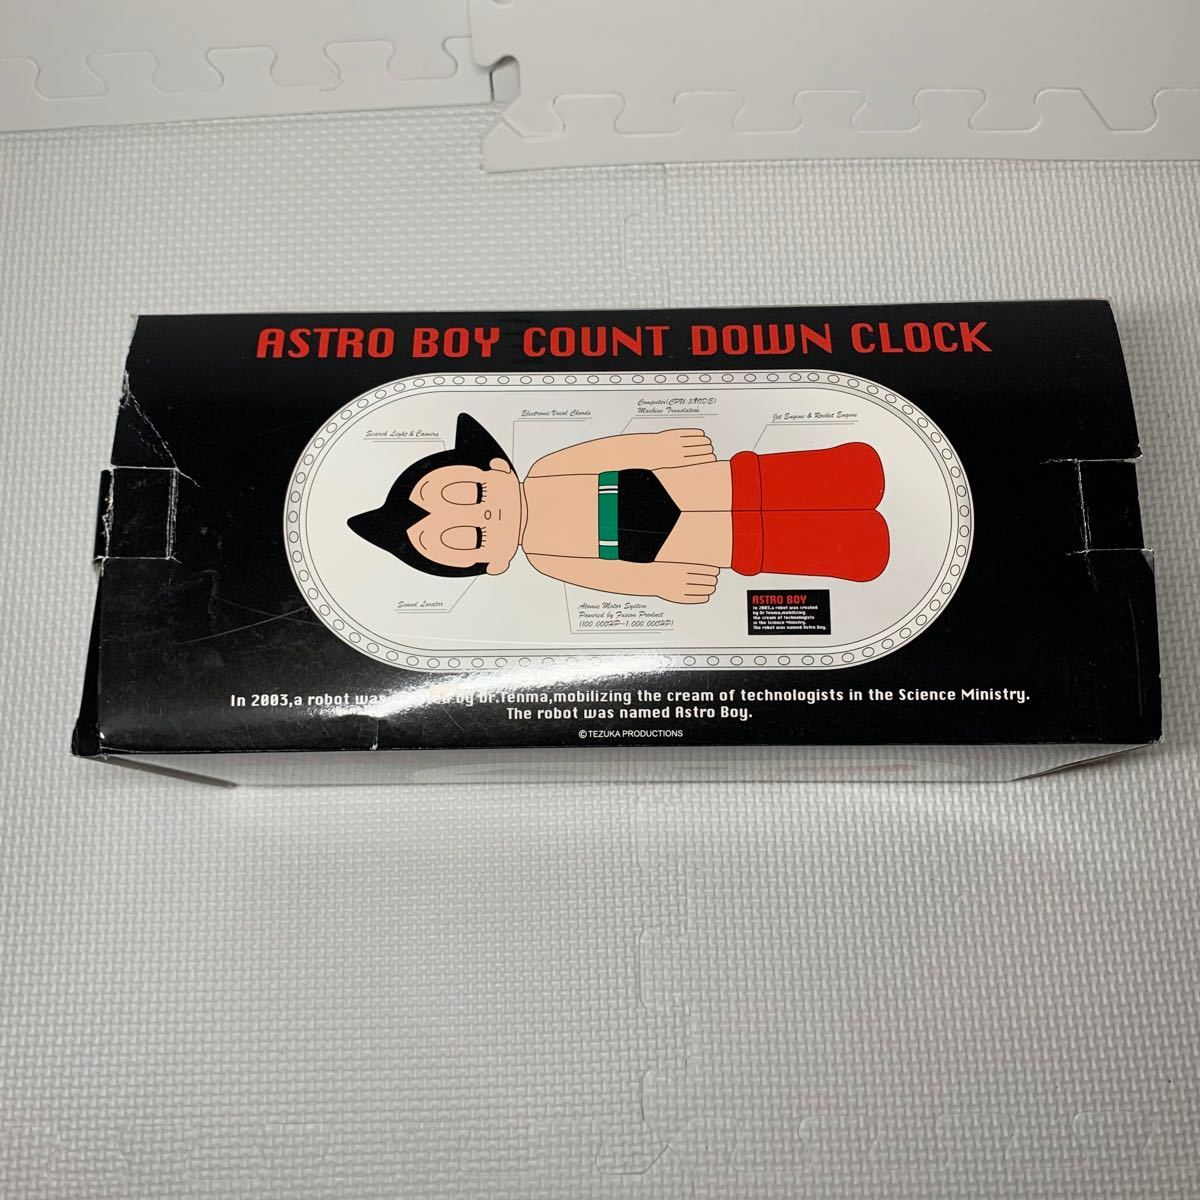 ASTRO BOY COUNT DOWN CLOCK
Computer(CPU:370DE)
Machine Translation
Electronic Vocal Chords
Jet Engine & Rocket Engine
Search Light & Camera
Sound Locator
Atomic Motor System
Powered by Fusion Product
(100,000HP~1,000,000HP)
ASTRO BOY
In 2003,a robot was created
by Dr.Tenma,mobilizing
the cream of technologists
in the Science Ministry.
The robot was named Astro Boy.
In 2003,a robot was by Dr.Tenma,mobilizing the cream of technologists in the Science Ministry.
The robot was named Astro Boy.
©TEZUKA PRODUCTIONS